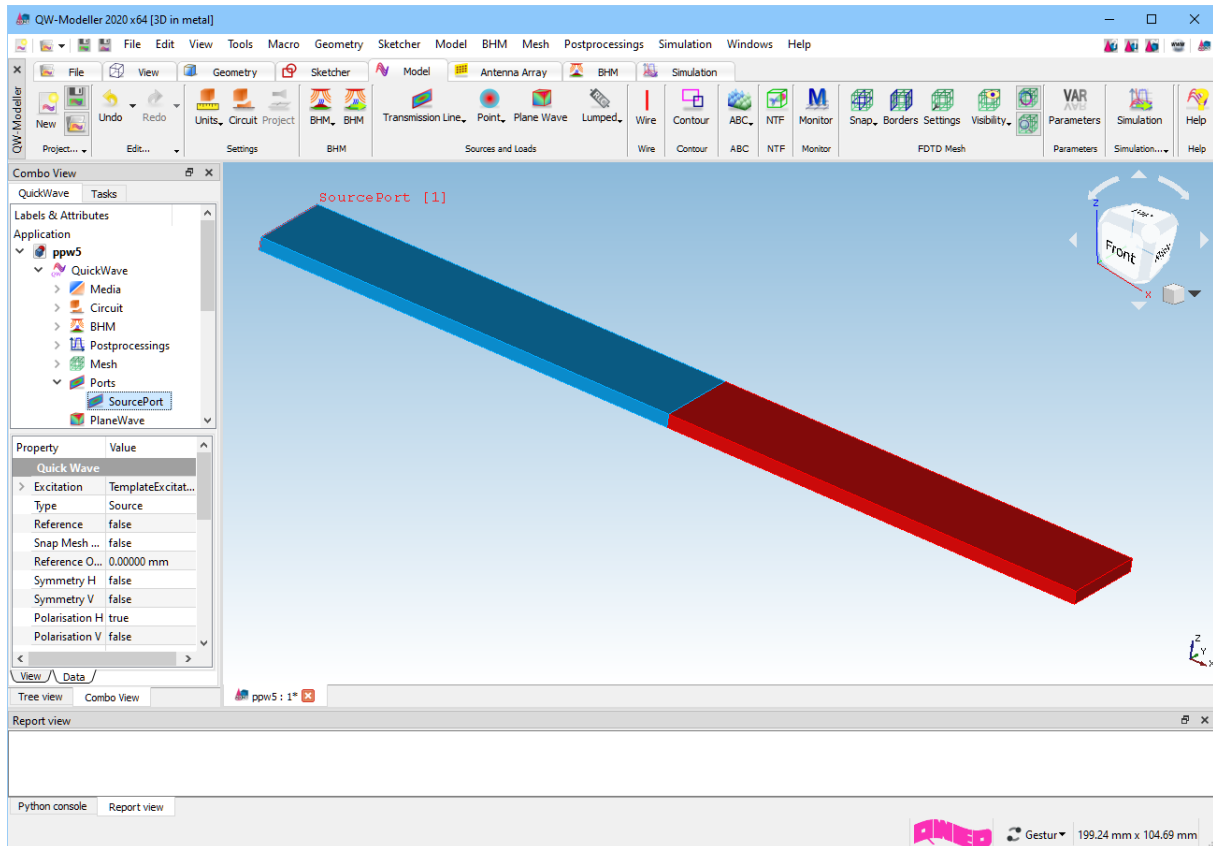 QW-Modeller 2020 x64 [3D in metal]
File Edit View Tools Macro Geometry Sketcher Model BHM Mesh Postprocessings Simulation Windows Help
File View Geometry Sketcher Model Antenna Array BHM Simulation
QW-Modeller
New Undo Redo Units Circuit Project BHM BHM Transmission Line Point Plane Wave Lumped Wire Contour ABC NTF M Monitor Snap Borders Settings Visibility VAR Parameters Simulation Help
Project... Edit... Settings BHM Sources and Loads Wire Contour ABC NTF Monitor FDTD Mesh Parameters Simulation... Help
Combo View
QuickWave Tasks
Labels & Attributes
Application
ppw5
QuickWave
Media
Circuit
BHM
Postprocessings
Mesh
Ports
SourcePort
PlaneWave
Property Value
Quick Wave
Excitation TemplateExcitat...
Type Source
Reference false
Snap Mesh ... false
Reference O... 0.00000 mm
Symmetry H false
Symmetry V false
Polarisation H true
Polarisation V false
View Data
Tree view Combo View
SourcePort [1]
Z
Top
Front
Right
X
Z
Y
X
ppw5 : 1*
Report view
Python console Report view
QWED
Gestur 199.24 mm x 104.69 mm